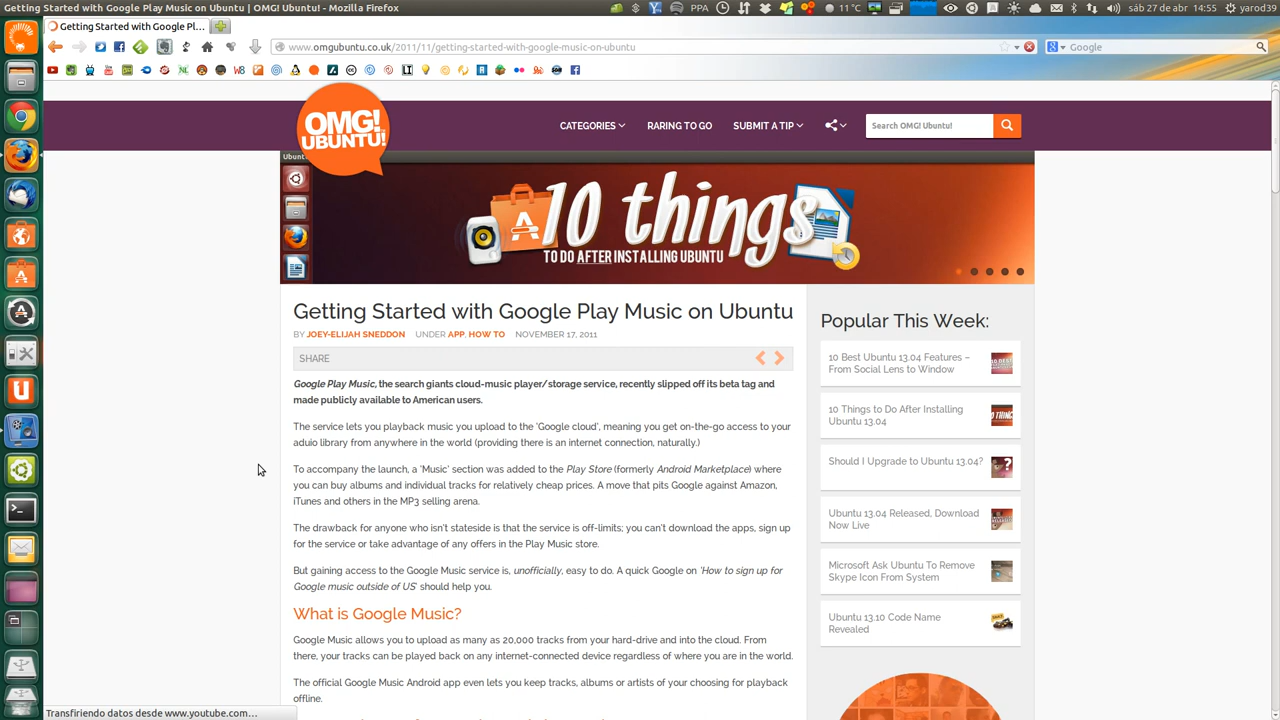 Getting Started with Google Play Music on Ubuntu | OMG! Ubuntu! - Mozilla Firefox
PPA
11 °C
sáb 27 de abr
14:55
yarod39
Getting Started with Google Pl...
www.omgubuntu.co.uk/2011/11/getting-started-with-google-music-on-ubuntu
Google
OMG!
UBUNTU!
CATEGORIES
RARING TO GO
SUBMIT A TIP
Search OMG! Ubuntu!
10 things
TO DO AFTER INSTALLING UBUNTU
Getting Started with Google Play Music on Ubuntu
BY JOEY-ELIJAH SNEDDON UNDER APP, HOW TO NOVEMBER 17, 2011
SHARE
Google Play Music, the search giants cloud-music player/storage service, recently slipped off its beta tag and
made publicly available to American users.
The service lets you playback music you upload to the 'Google cloud', meaning you get on-the-go access to your
aduio library from anywhere in the world (providing there is an internet connection, naturally.)
To accompany the launch, a 'Music' section was added to the Play Store (formerly Android Marketplace) where
you can buy albums and individual tracks for relatively cheap prices. A move that pits Google against Amazon,
iTunes and others in the MP3 selling arena.
The drawback for anyone who isn't stateside is that the service is off-limits; you can't download the apps, sign up
for the service or take advantage of any offers in the Play Music store.
But gaining access to the Google Music service is, unofficially, easy to do. A quick Google on 'How to sign up for
Google music outside of US' should help you.
What is Google Music?
Google Music allows you to upload as many as 20,000 tracks from your hard-drive and into the cloud. From
there, your tracks can be played back on any internet-connected device regardless of where you are in the world.
The official Google Music Android app even lets you keep tracks, albums or artists of your choosing for playback
offline.
Popular This Week:
10 Best Ubuntu 13.04 Features –
From Social Lens to Window
10 Things to Do After Installing
Ubuntu 13.04
Should I Upgrade to Ubuntu 13.04?
Ubuntu 13.04 Released, Download
Now Live
Microsoft Ask Ubuntu To Remove
Skype Icon From System
Ubuntu 13.10 Code Name
Revealed
Transfiriendo datos desde www.youtube.com...